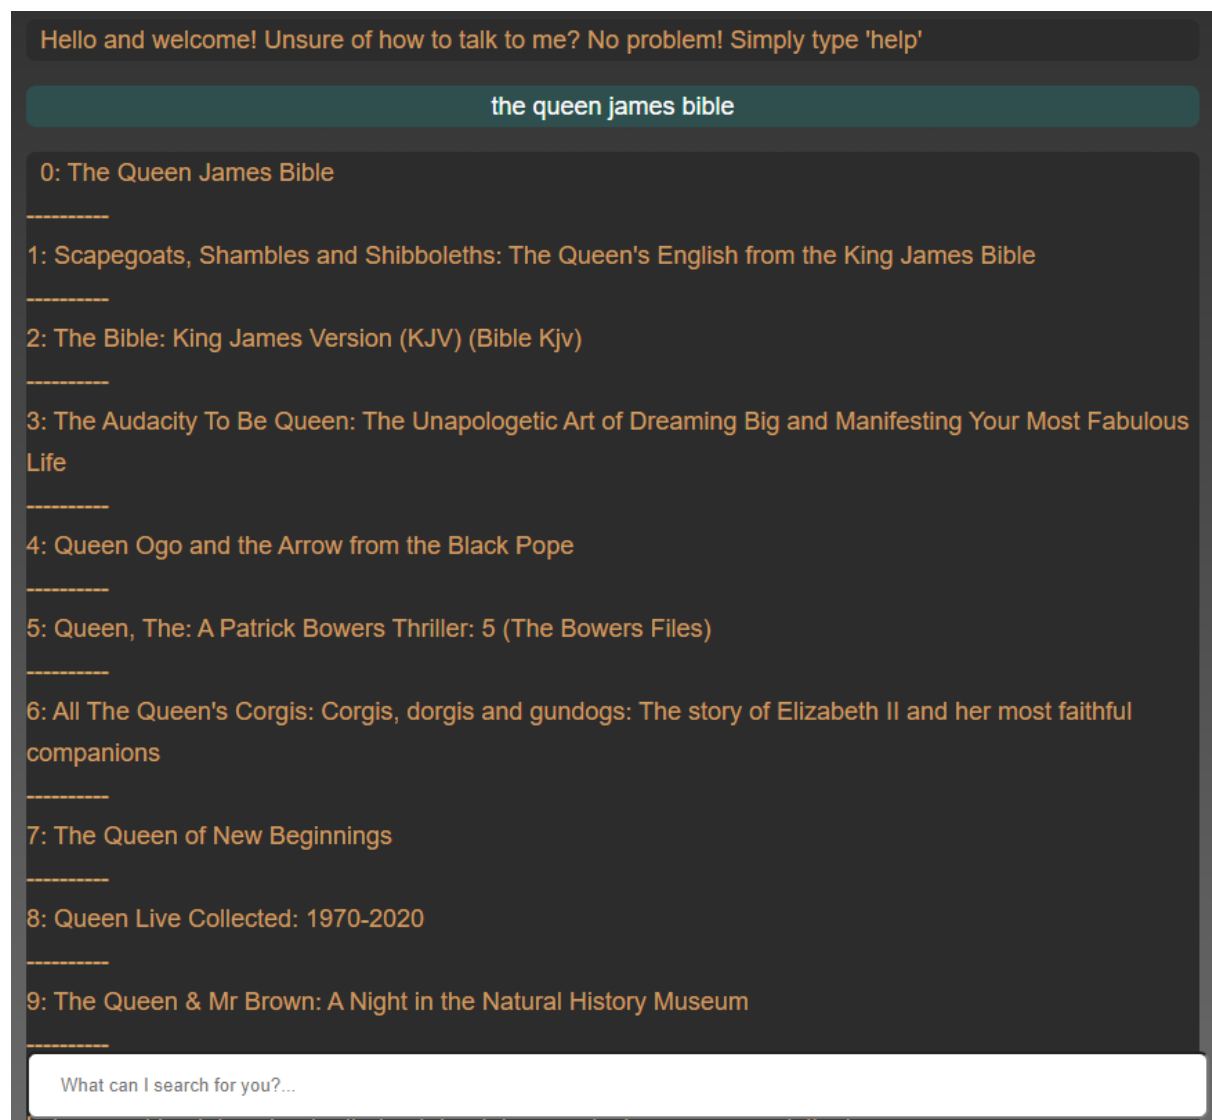 Hello and welcome! Unsure of how to talk to me? No problem! Simply type 'help'
the queen james bible
0: The Queen James Bible
----------
1: Scapegoats, Shambles and Shibboleths: The Queen's English from the King James Bible
----------
2: The Bible: King James Version (KJV) (Bible Kjv)
----------
3: The Audacity To Be Queen: The Unapologetic Art of Dreaming Big and Manifesting Your Most Fabulous
Life
----------
4: Queen Ogo and the Arrow from the Black Pope
----------
5: Queen, The: A Patrick Bowers Thriller: 5 (The Bowers Files)
----------
6: All The Queen's Corgis: Corgis, dorgis and gundogs: The story of Elizabeth II and her most faithful
companions
----------
7: The Queen of New Beginnings
----------
8: Queen Live Collected: 1970-2020
----------
9: The Queen & Mr Brown: A Night in the Natural History Museum
----------
What can I search for you?...